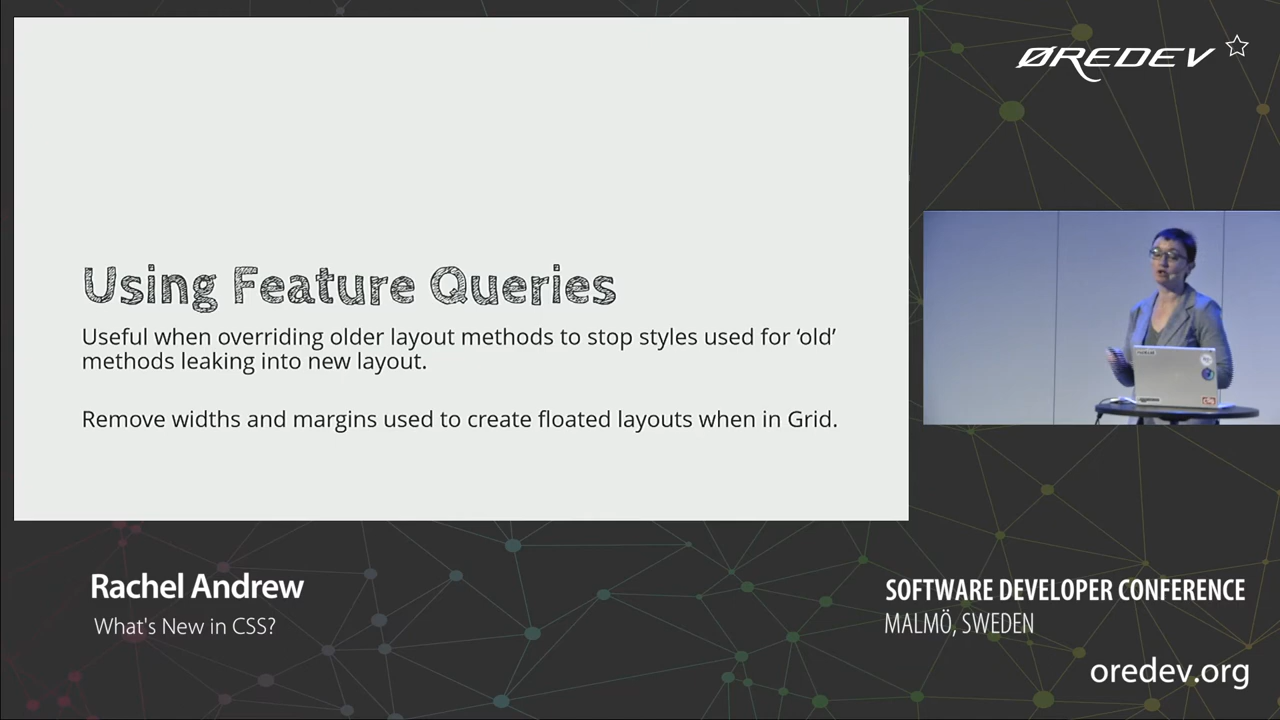 ØREDEV
Using Feature Queries
Useful when overriding older layout methods to stop styles used for ‘old’
methods leaking into new layout.
Remove widths and margins used to create floated layouts when in Grid.
Rachel Andrew
What's New in CSS?
SOFTWARE DEVELOPER CONFERENCE
MALMÖ, SWEDEN
oredev.org